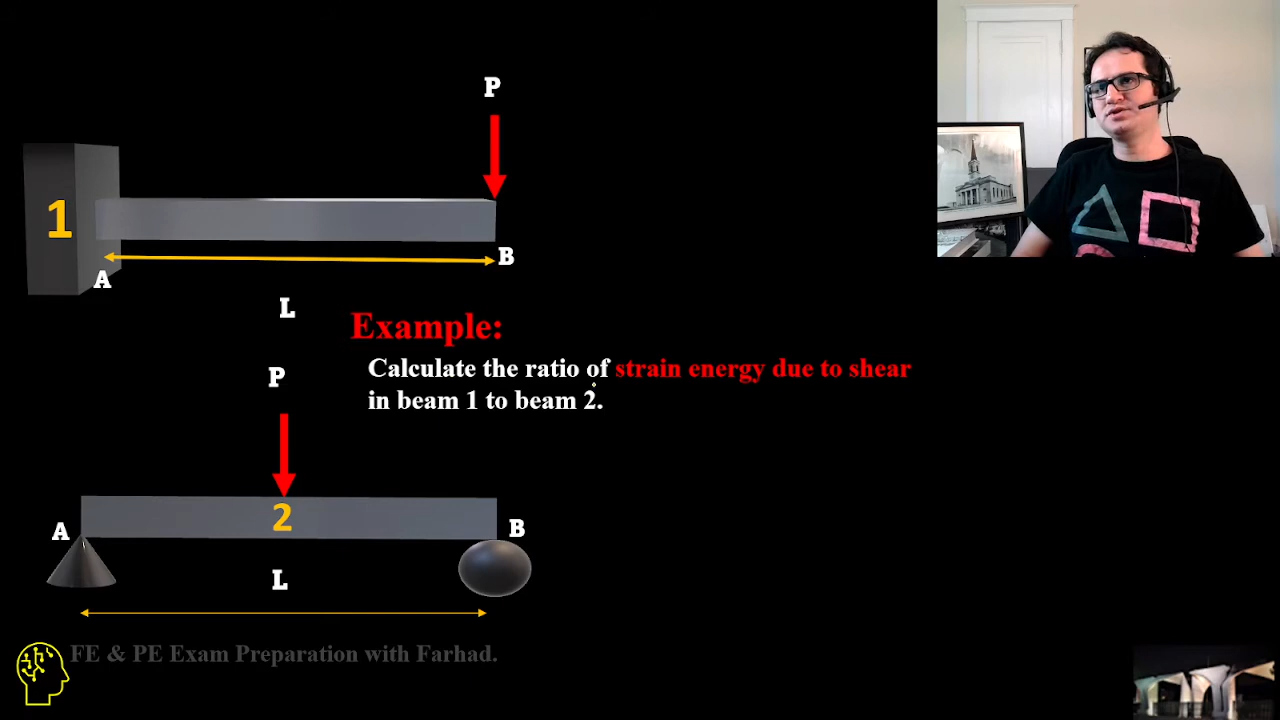 P
1
B
A
L
Example:
Calculate the ratio of strain energy due to shear
in beam 1 to beam 2.
P
2
A
B
L
FE & PE Exam Preparation with Farhad.